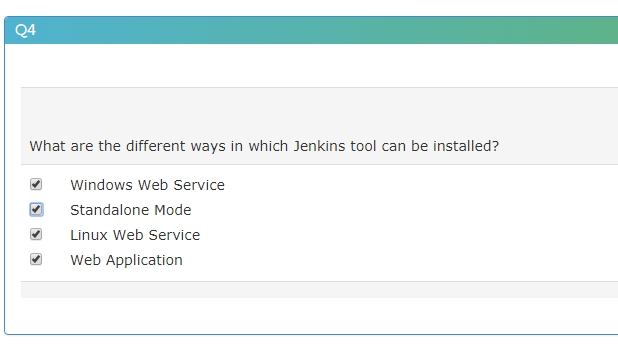 Q4
What are the different ways in which Jenkins tool can be installed?
Windows Web Service
Standalone Mode
Linux Web Service
Web Application